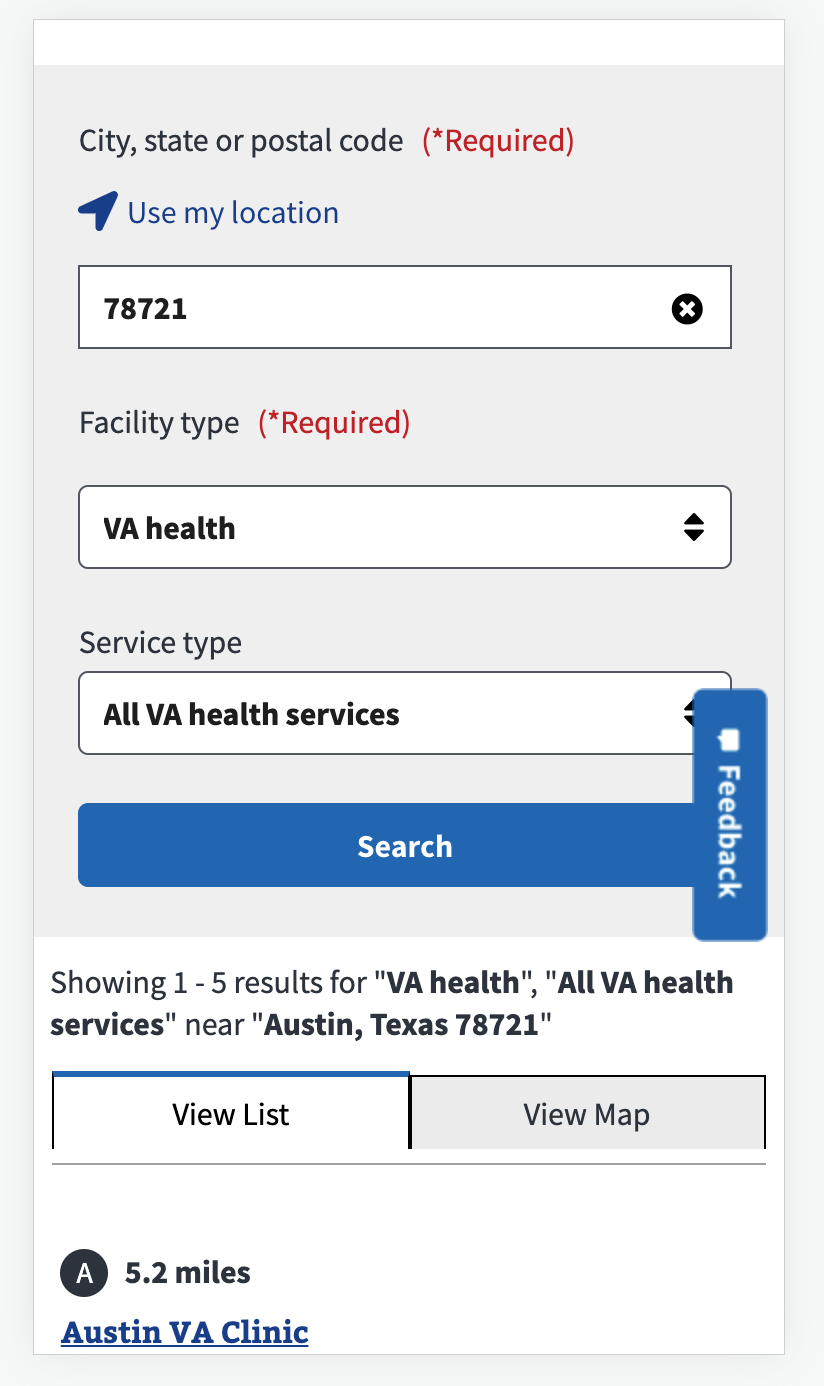 City, state or postal code (*Required)
Use my location
78721
Facility type (*Required)
VA health
Service type
All VA health services
Feedback
Search
Showing 1 - 5 results for "VA health", "All VA health
services" near "Austin, Texas 78721"
View List
View Map
A 5.2 miles
Austin VA Clinic